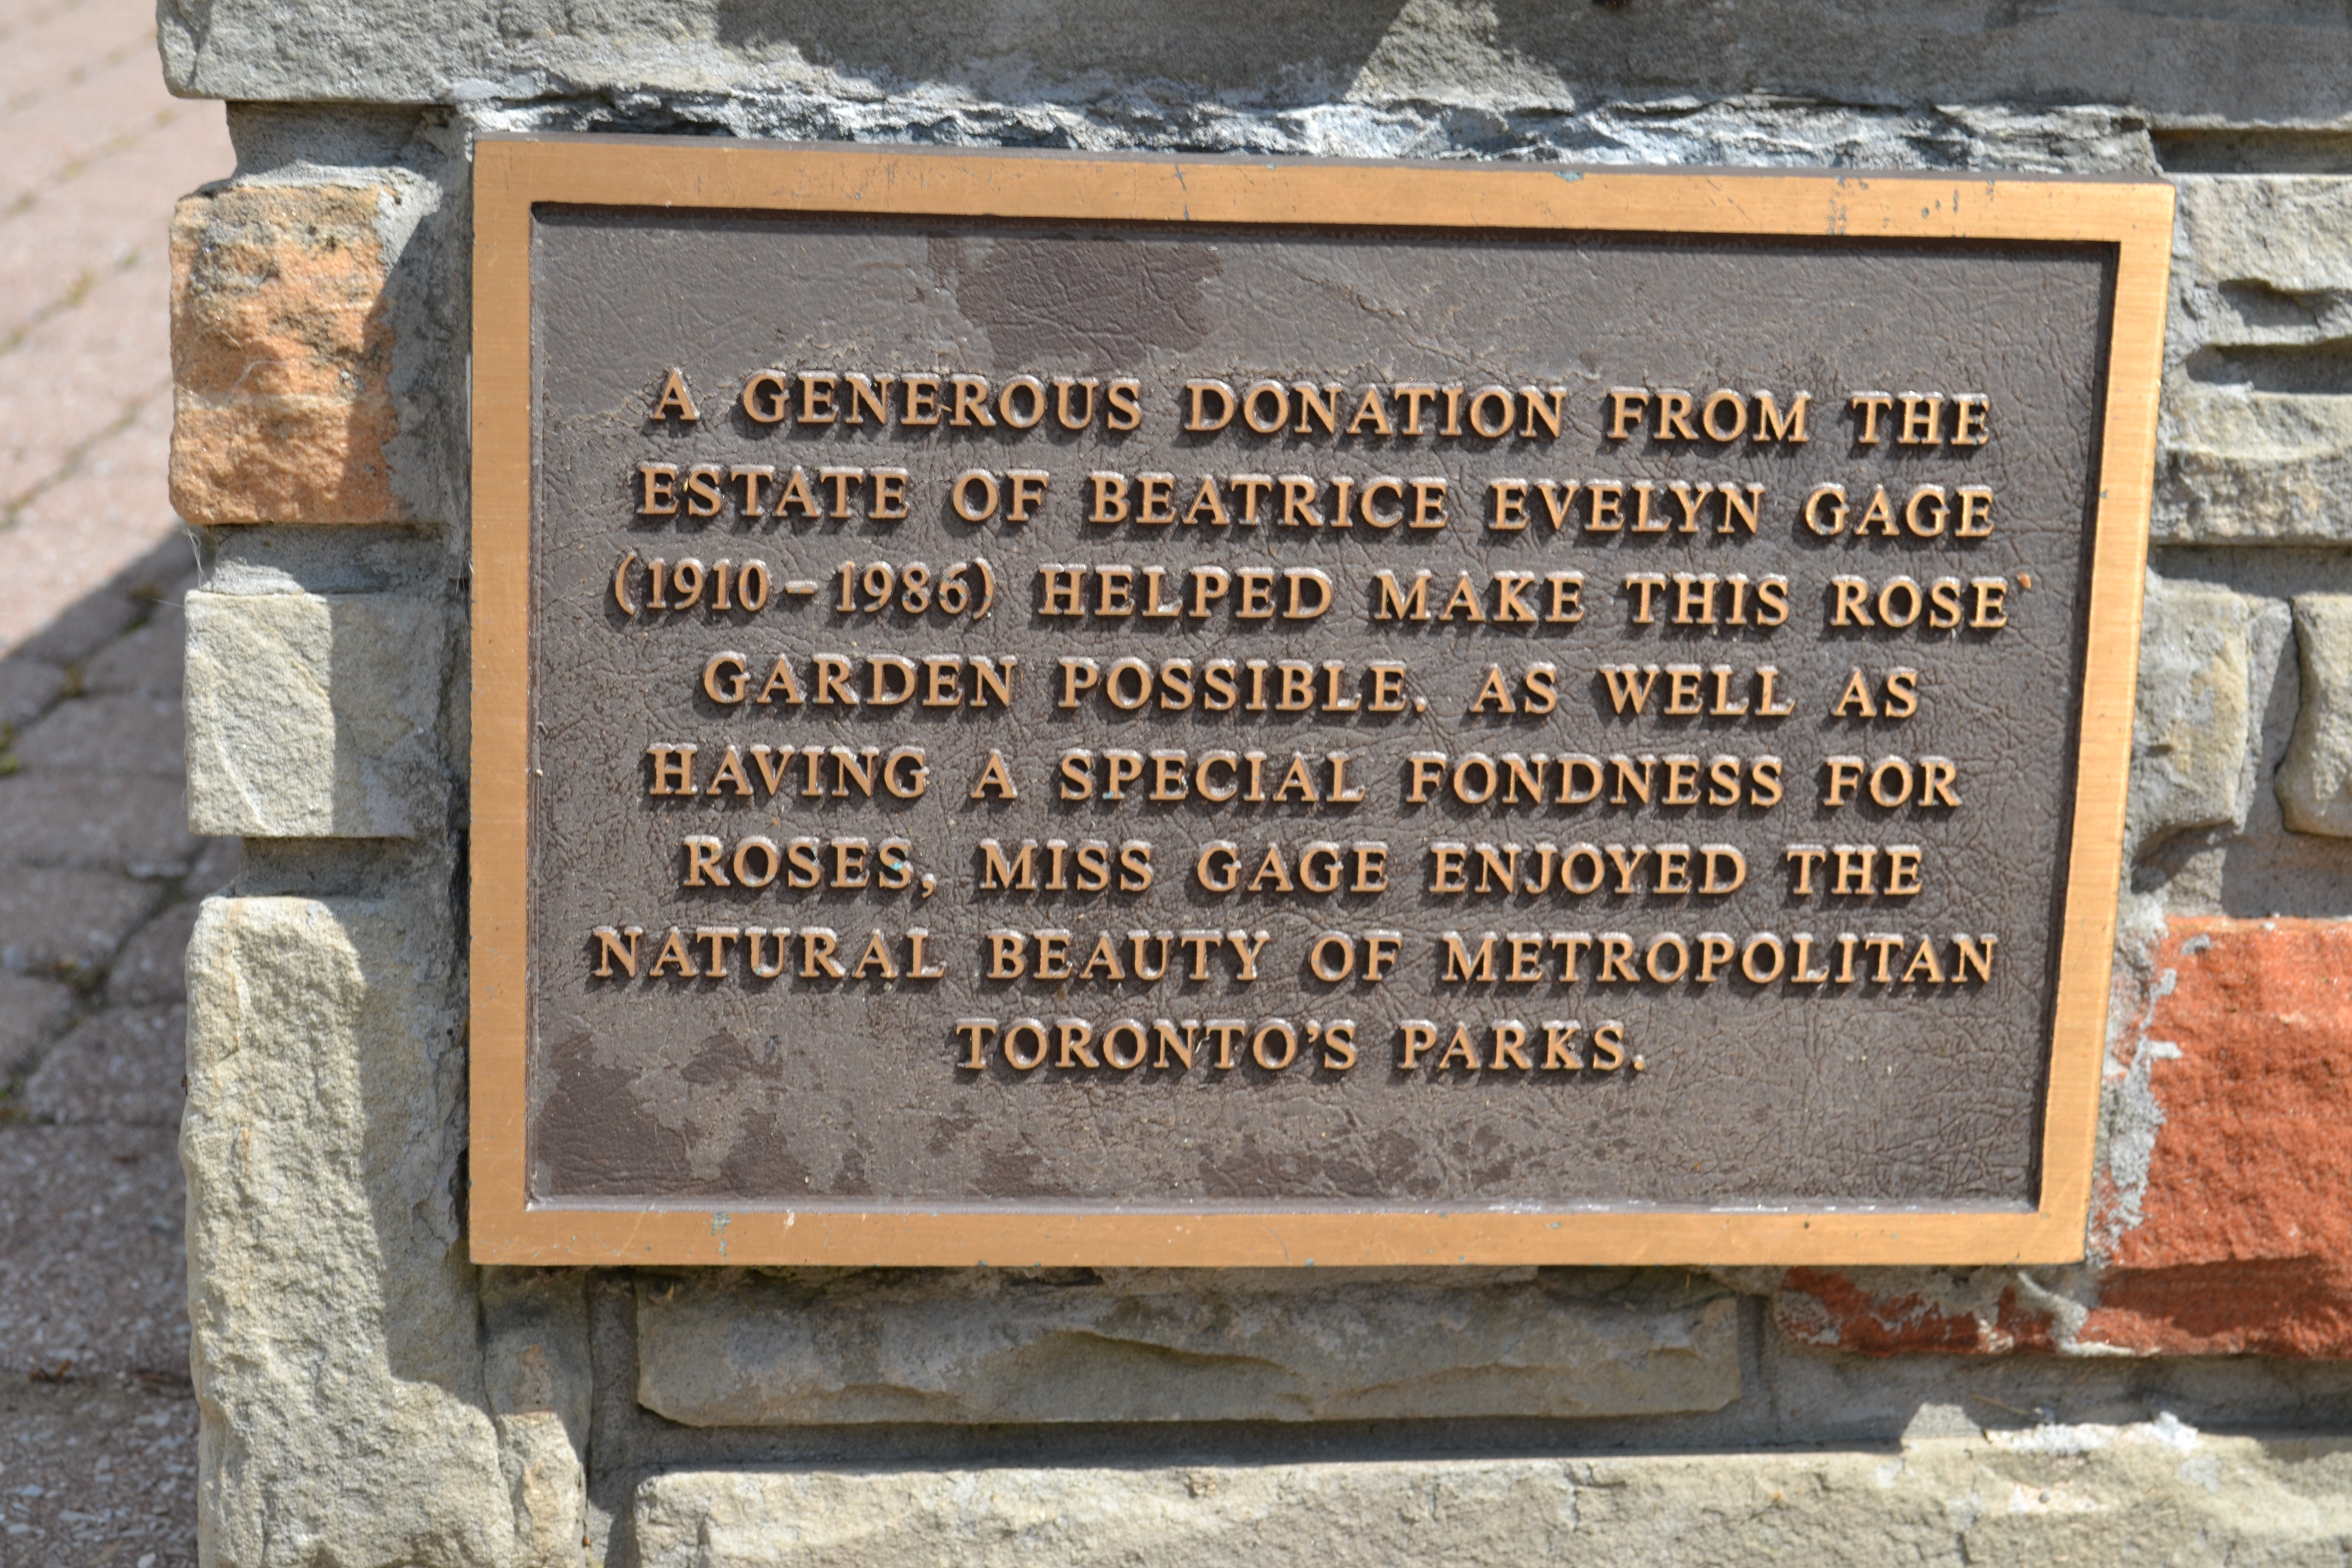 A GENEROUS DONATION FROM THE
ESTATE OF BEATRICE EVELYN GAGE
(1910-1986) HELPED MAKE THIS ROSE
GARDEN POSSIBLE. AS WELL AS
HAVING A SPECIAL FONDNESS FOR
ROSES, MISS GAGE ENJOYED THE
NATURAL BEAUTY OF METROPOLITAN
TORONTO'S PARKS.